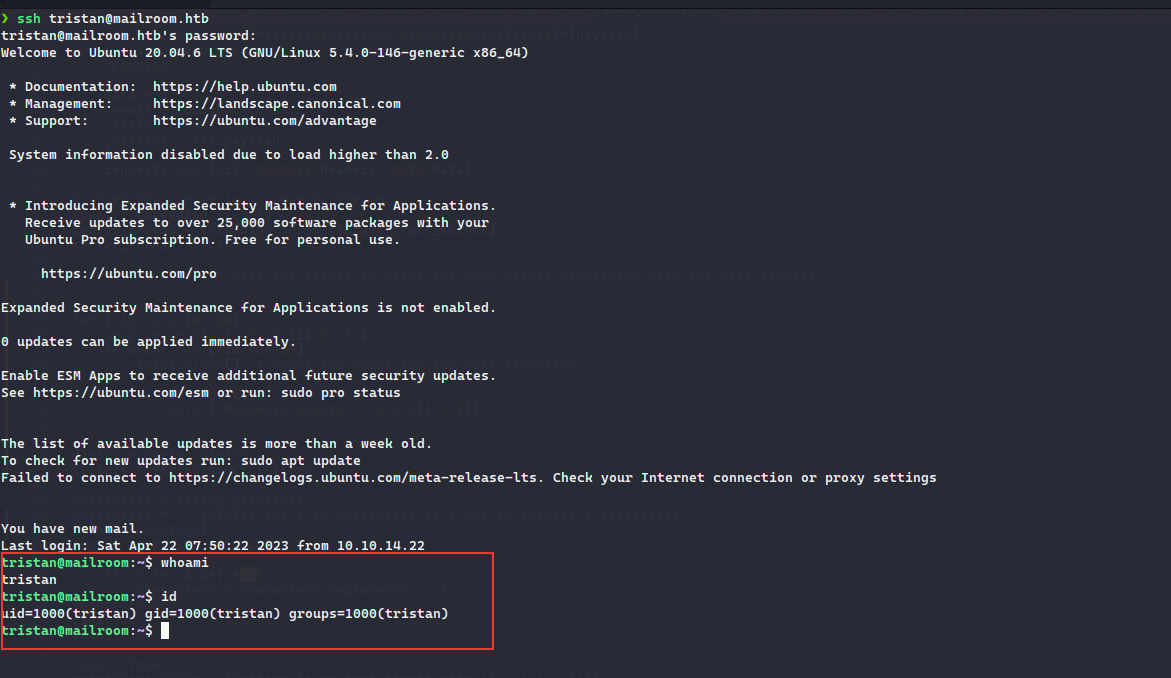 ❯ ssh tristan@mailroom.htb
tristan@mailroom.htb's password:
Welcome to Ubuntu 20.04.6 LTS (GNU/Linux 5.4.0-146-generic x86_64)
* Documentation:  https://help.ubuntu.com
* Management:     https://landscape.canonical.com
* Support:        https://ubuntu.com/advantage
System information disabled due to load higher than 2.0
* Introducing Expanded Security Maintenance for Applications.
Receive updates to over 25,000 software packages with your
Ubuntu Pro subscription. Free for personal use.
https://ubuntu.com/pro
Expanded Security Maintenance for Applications is not enabled.
0 updates can be applied immediately.
Enable ESM Apps to receive additional future security updates.
See https://ubuntu.com/esm or run: sudo pro status
The list of available updates is more than a week old.
To check for new updates run: sudo apt update
Failed to connect to https://changelogs.ubuntu.com/meta-release-lts. Check your Internet connection or proxy settings
You have new mail.
Last login: Sat Apr 22 07:50:22 2023 from 10.10.14.22
tristan@mailroom:~$ whoami
tristan
tristan@mailroom:~$ id
uid=1000(tristan) gid=1000(tristan) groups=1000(tristan)
tristan@mailroom:~$